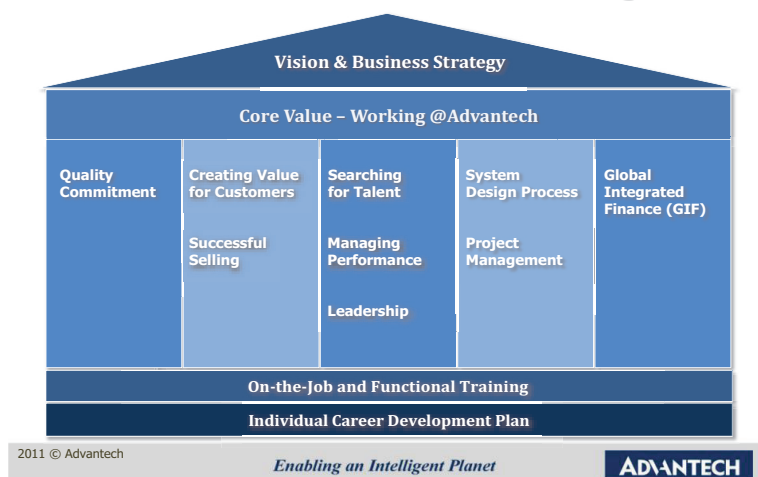 Vision & Business Strategy
Core Value – Working @Advantech
Quality
Commitment
Creating Value
for Customers
Successful
Selling
Searching
for Talent
Managing
Performance
Leadership
System
Design Process
Project
Management
Global
Integrated
Finance (GIF)
On-the-Job and Functional Training
Individual Career Development Plan
2011 © Advantech
Enabling an Intelligent Planet
ADVANTECH